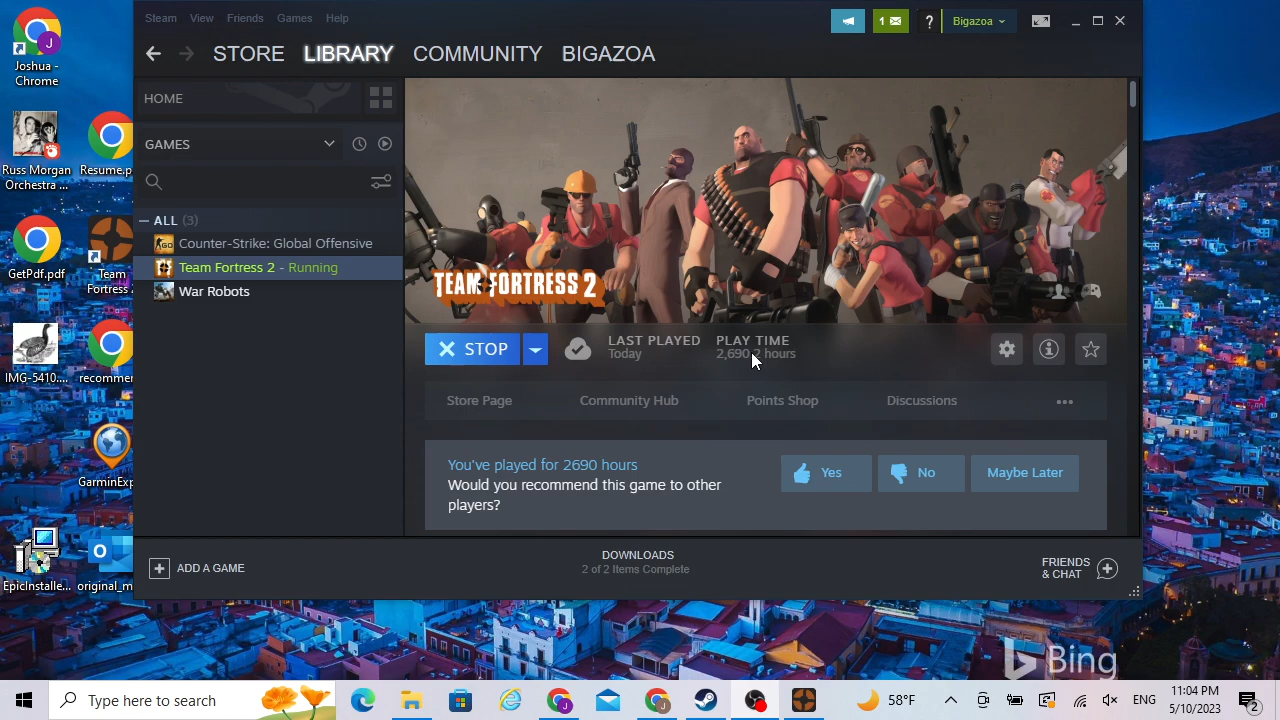 Steam View Friends Games Help
1
?
Bigazoa
STORE LIBRARY COMMUNITY BIGAZOA
HOME
GAMES
ALL (3)
Counter-Strike: Global Offensive
Team Fortress 2 - Running
War Robots
TEAM FORTRESS 2
STOP
LAST PLAYED
Today
PLAY TIME
2,690.2 hours
Store Page Community Hub Points Shop Discussions
You've played for 2690 hours
Would you recommend this game to other
players?
Yes No Maybe Later
ADD A GAME
DOWNLOADS
2 of 2 Items Complete
FRIENDS
& CHAT
Joshua -
Chrome
Russ Morgan
Orchestra ...
Resume.p
GetPdf.pdf
Team
Fortress
IMG-5410....
recommer
GarminExp
EpicInstalle...
original_m
Bing
Type here to search
58°F
ENG
11:04 PM
5/10/2023
2